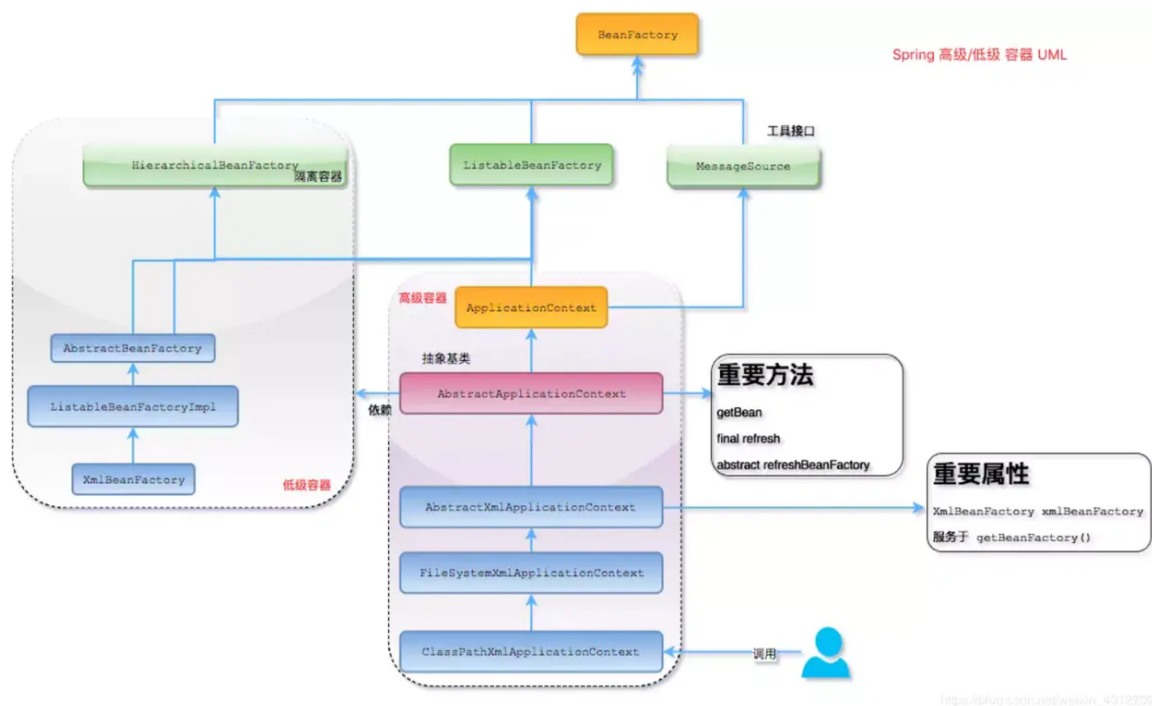 BeanFactory
Spring 高级/低级 容器 UML
工具接口
HierarchicalBeanFactory
隔离容器
ListableBeanFactory
MessageSource
高级容器
ApplicationContext
AbstractBeanFactory
抽象基类
AbstractApplicationContext
依赖
重要方法
getBean
final refresh
abstract refreshBeanFactory
ListableBeanFactoryImpl
XmlBeanFactory
低级容器
AbstractXmlApplicationContext
重要属性
XmlBeanFactory xmlBeanFactory
服务于 getBeanFactory()
FileSystemXmlApplicationContext
ClassPathXmlApplicationContext
调用